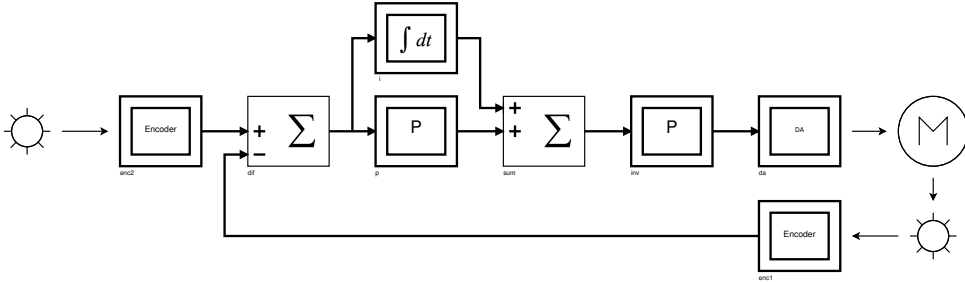 ∫ dt
i
Encoder
enc2
+
−
Σ
dif
P
p
+
+
Σ
sum
P
inv
DA
da
M
Encoder
enc1